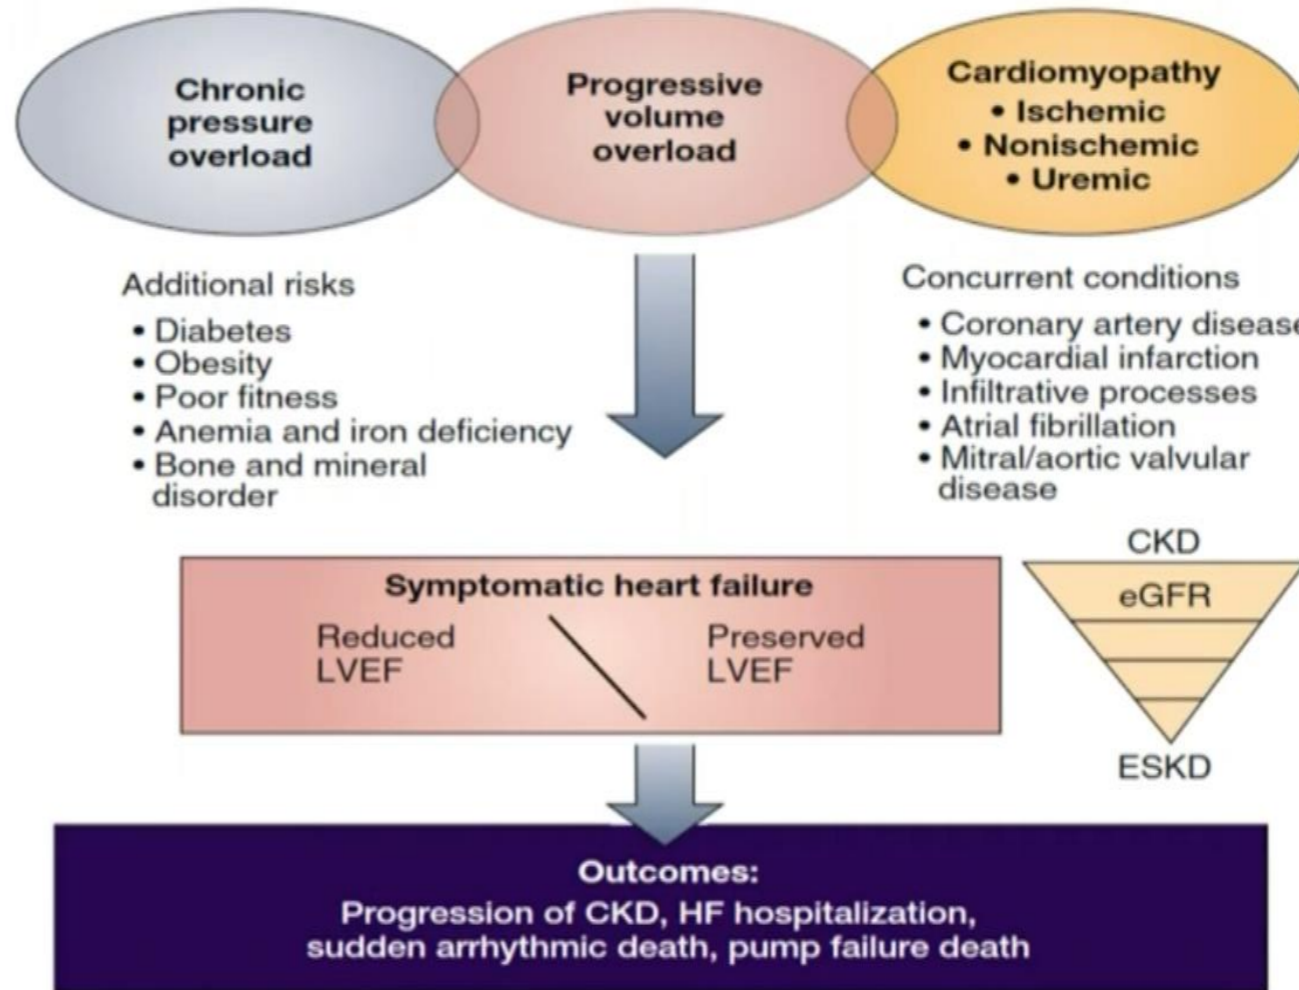 Chronic
pressure
overload
Progressive
volume
overload
Cardiomyopathy
• Ischemic
• Nonischemic
• Uremic
Additional risks
• Diabetes
• Obesity
• Poor fitness
• Anemia and iron deficiency
• Bone and mineral
disorder
Concurrent conditions
• Coronary artery disease
• Myocardial infarction
• Infiltrative processes
• Atrial fibrillation
• Mitral/aortic valvular
disease
Symptomatic heart failure
Reduced
LVEF
Preserved
LVEF
CKD
eGFR
ESKD
Outcomes:
Progression of CKD, HF hospitalization,
sudden arrhythmic death, pump failure death